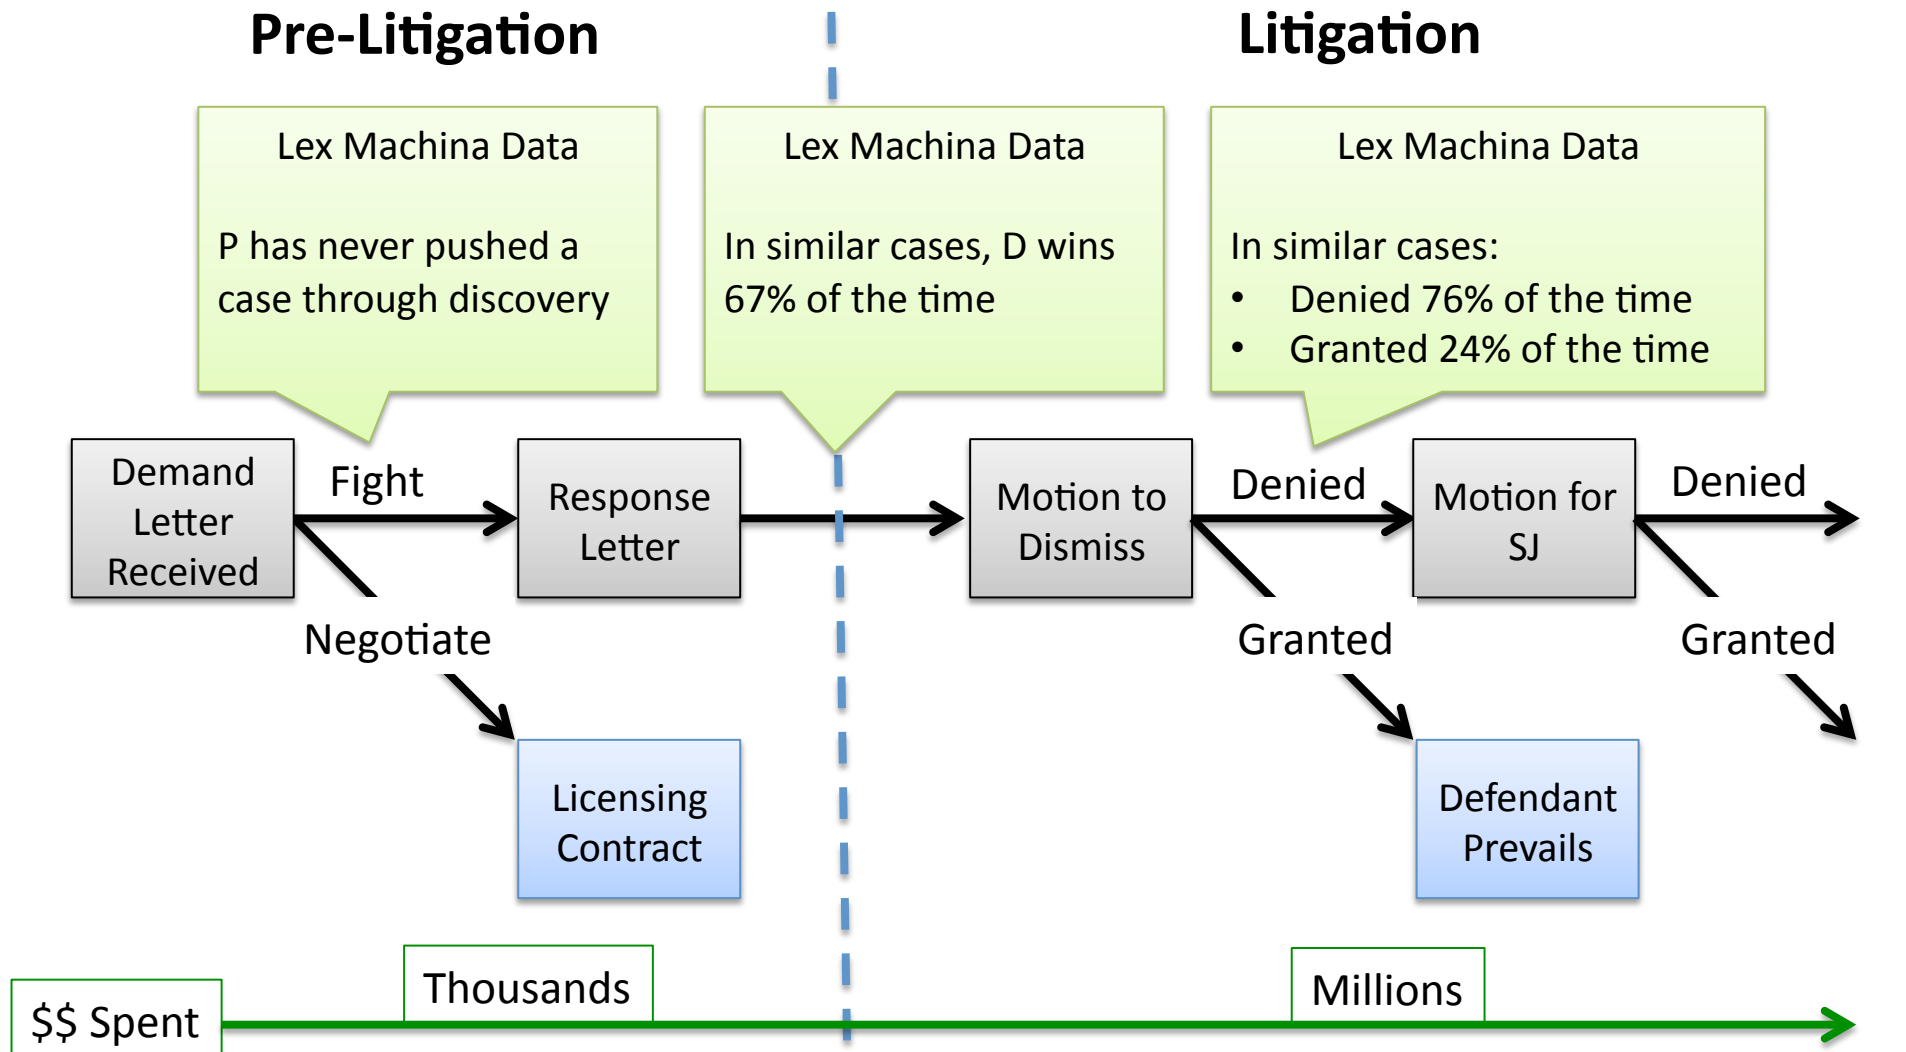 Pre-Litigation
Litigation
Lex Machina Data
P has never pushed a
case through discovery
Lex Machina Data
In similar cases, D wins
67% of the time
Lex Machina Data
In similar cases:
• Denied 76% of the time
• Granted 24% of the time
Demand
Letter
Received
Fight
Negotiate
Response
Letter
Licensing
Contract
Motion to
Dismiss
Denied
Granted
Motion for
SJ
Denied
Granted
Defendant
Prevails
$$ Spent
Thousands
Millions